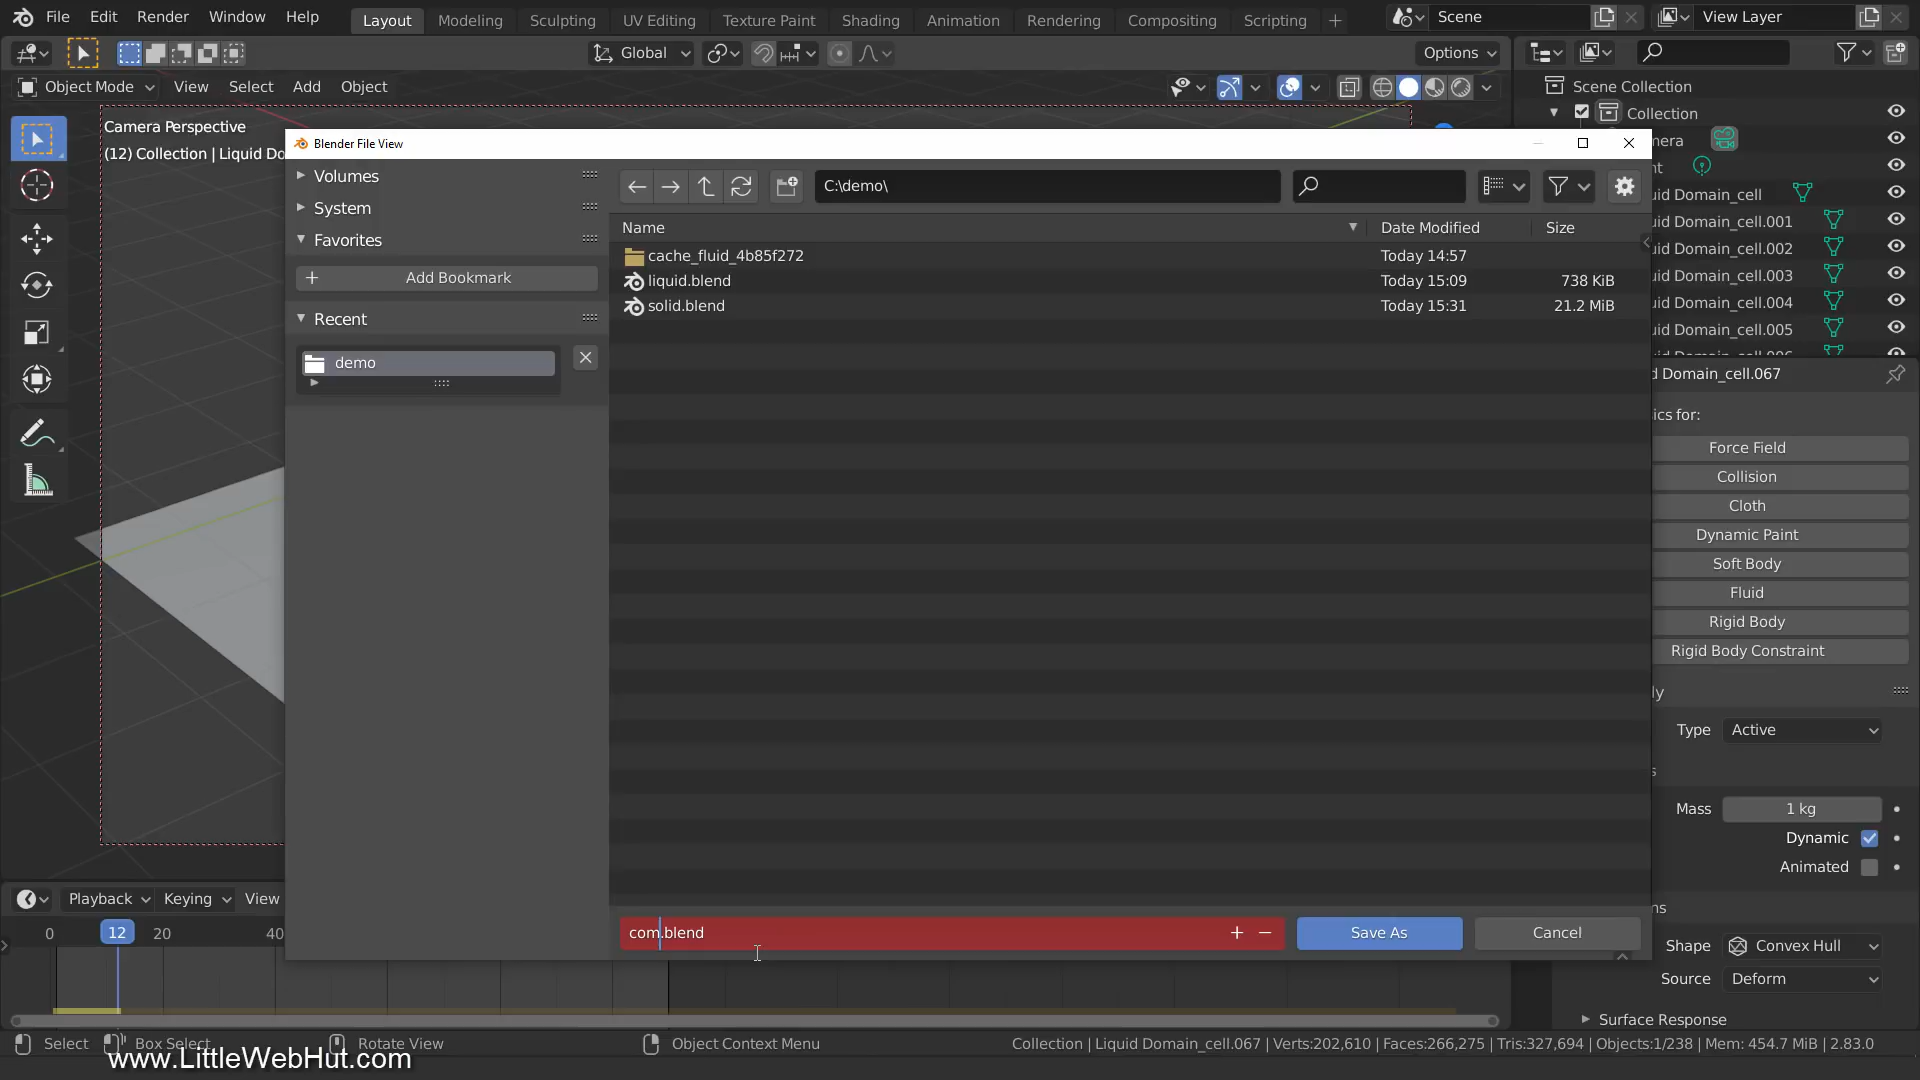 File Edit Render Window Help Layout Modeling Sculpting UV Editing Texture Paint Shading Animation Rendering Compositing Scripting + Scene View Layer
Global Options
Object Mode View Select Add Object
Scene Collection
Collection
Camera Perspective
(12) Collection | Liquid Do
Blender File View
mera
nt
uid Domain_cell
uid Domain_cell.001
uid Domain_cell.002
uid Domain_cell.003
uid Domain_cell.004
uid Domain_cell.005
Volumes
System
Favorites
+ Add Bookmark
Recent
demo
C:\demo\
Name Date Modified Size
cache_fluid_4b85f272 Today 14:57
liquid.blend Today 15:09 738 KiB
solid.blend Today 15:31 21.2 MiB
com.blend + − Save As Cancel
d Domain_cell.067
ics for:
Force Field
Collision
Cloth
Dynamic Paint
Soft Body
Fluid
Rigid Body
Rigid Body Constraint
ly
Type Active
s
Mass 1 kg
Dynamic
Animated
ns
Shape Convex Hull
Source Deform
Surface Response
Playback Keying View
0 12 20 40
Select Box Select Rotate View Object Context Menu
Collection | Liquid Domain_cell.067 | Verts:202,610 | Faces:266,275 | Tris:327,694 | Objects:1/238 | Mem: 454.7 MiB | 2.83.0
www.LittleWebHut.com